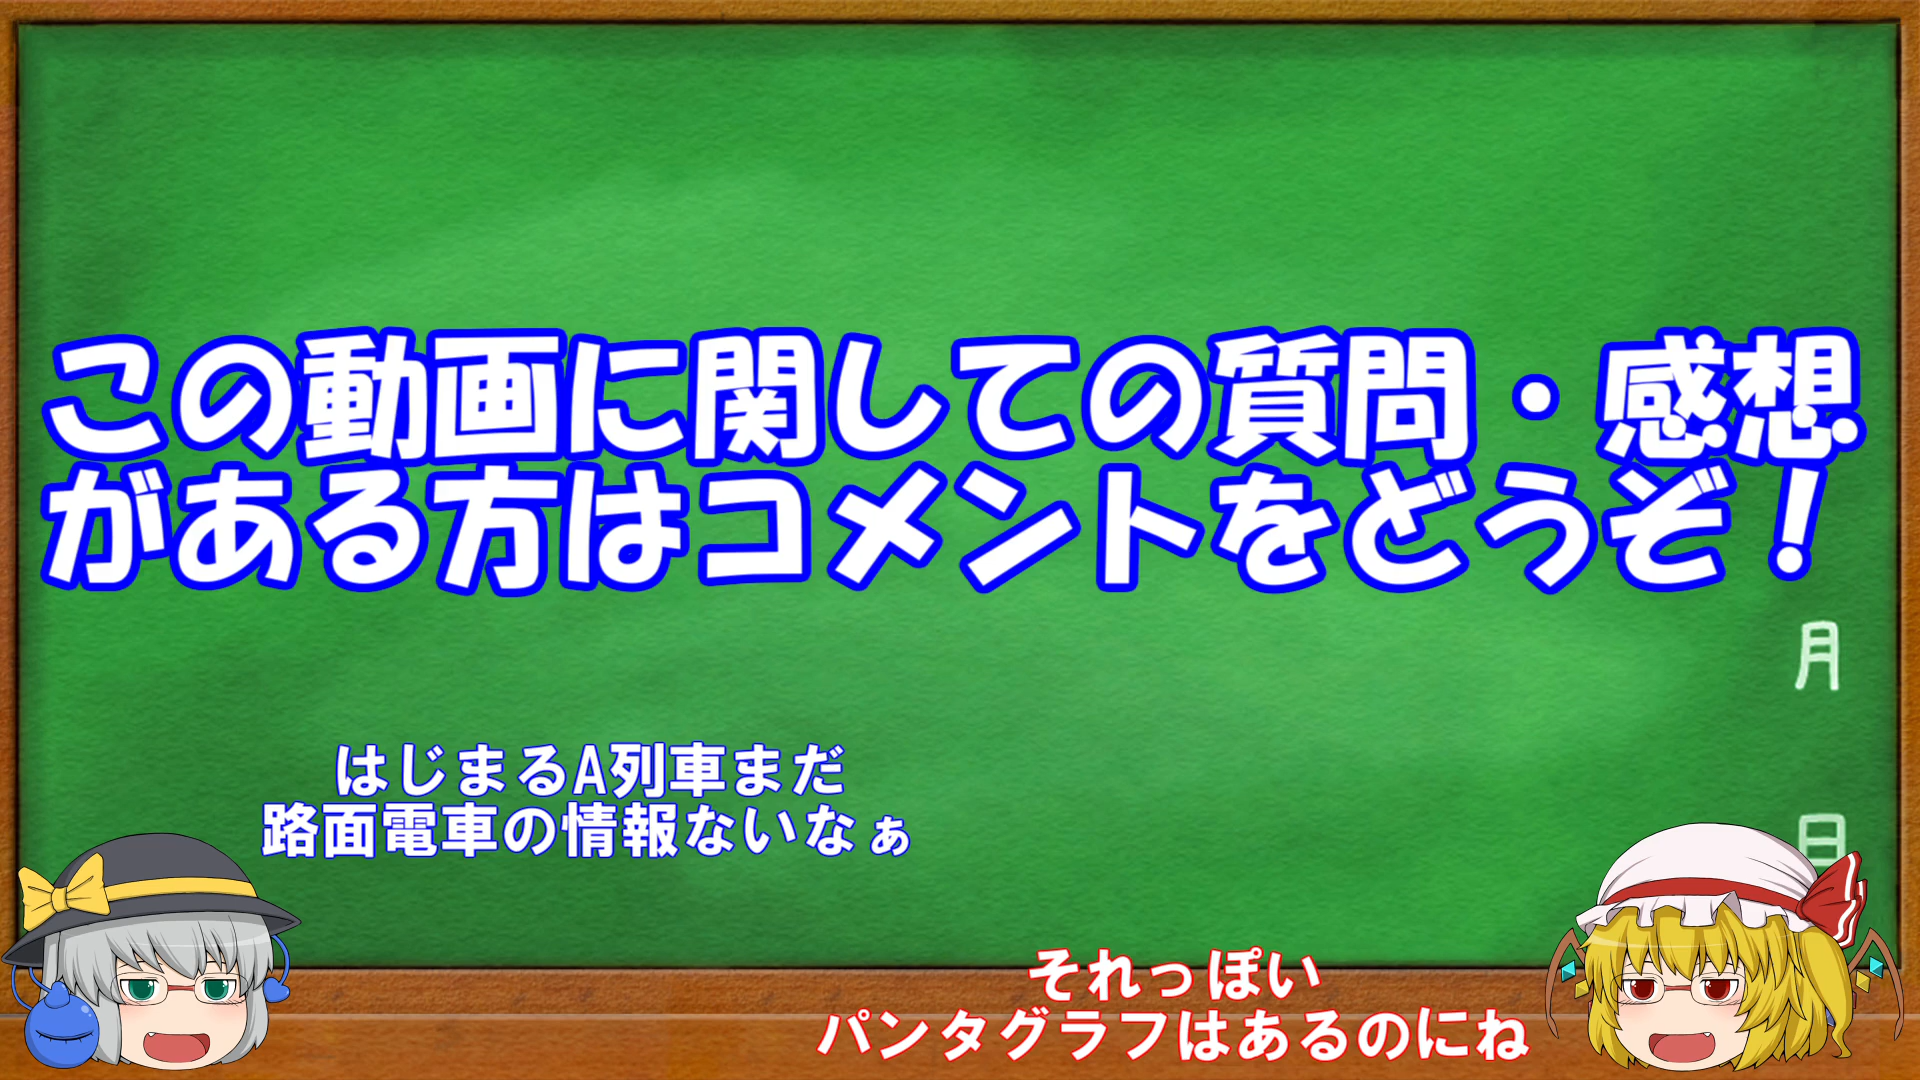 この動画に関しての質問・感想
がある方はコメントをどうぞ！
月
はじまるA列車まだ
路面電車の情報ないなぁ
日
それっぽい
パンタグラフはあるのにね